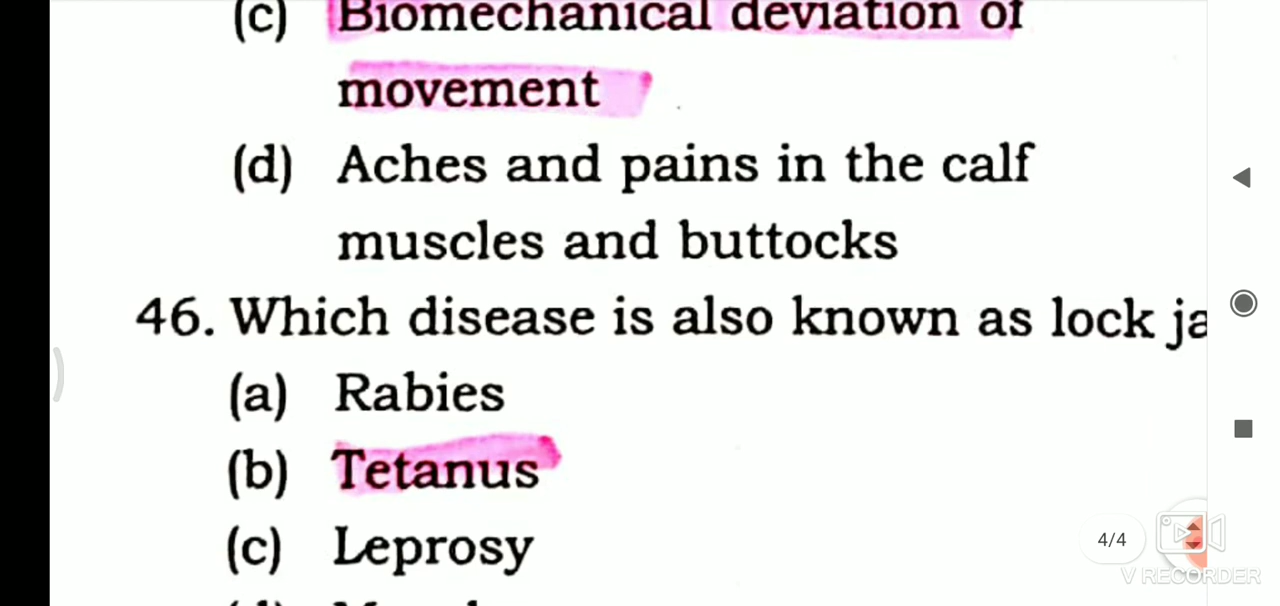 (c) Biomechanical deviation of
movement
(d) Aches and pains in the calf
muscles and buttocks
46. Which disease is also known as lock ja
(a) Rabies
(b) Tetanus
(c) Leprosy
4/4
V RECORDER